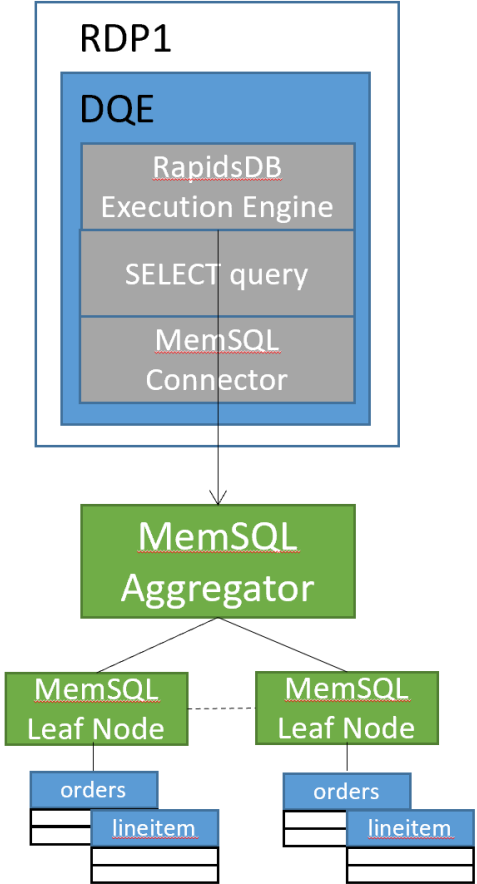 RDP1
DQE
RapidsDB
Execution Engine
SELECT query
MemSQL
Connector
MemSQL
Aggregator
MemSQL
Leaf Node
MemSQL
Leaf Node
orders
lineitem
orders
lineitem